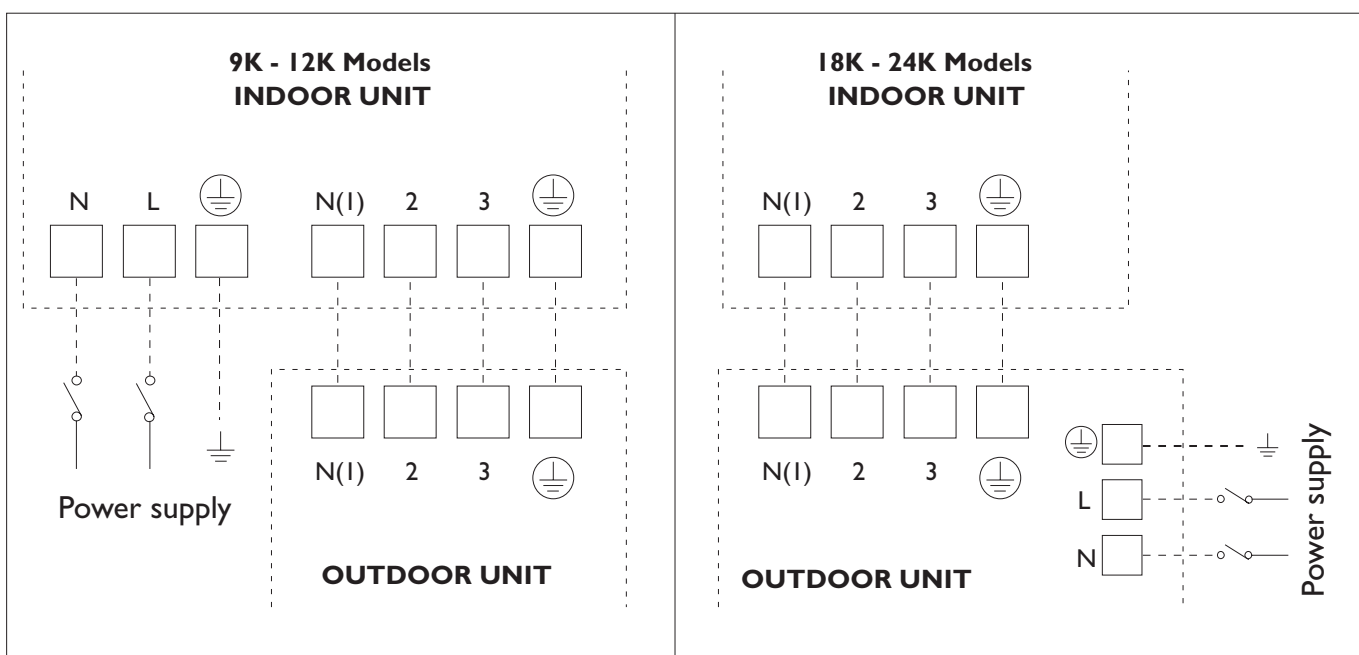 9K - 12K Models
INDOOR UNIT
N L N(1) 2 3
N(1) 2 3
Power supply
OUTDOOR UNIT
18K - 24K Models
INDOOR UNIT
N(1) 2 3
N(1) 2 3
L
N
Power supply
OUTDOOR UNIT